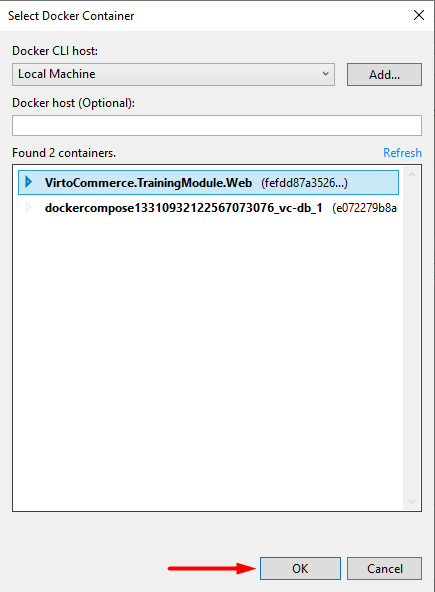 Select Docker Container
Docker CLI host:
Local Machine
Add...
Docker host (Optional):
Found 2 containers.
Refresh
VirtoCommerce.TrainingModule.Web (fefdd87a3526...)
dockercompose13310932122567073076_vc-db_1 (e072279b8a
OK
Cancel